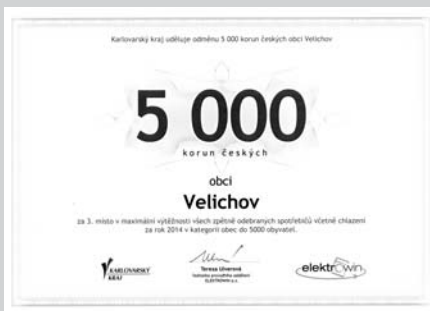 Karlovarský kraj uděluje odměnu 5 000 korun českých obci Velichov
5 000
korun českých
obci
Velichov
za 3. místo v maximální výtěžnosti všech zpětně odebraných spotřebičů včetně chlazení
za rok 2014 v kategorii obec do 5000 obyvatel.
KARLOVARSKÝ
KRAJ
Tereza Ulverová
ELEKTROWIN a.s.
elektrowin